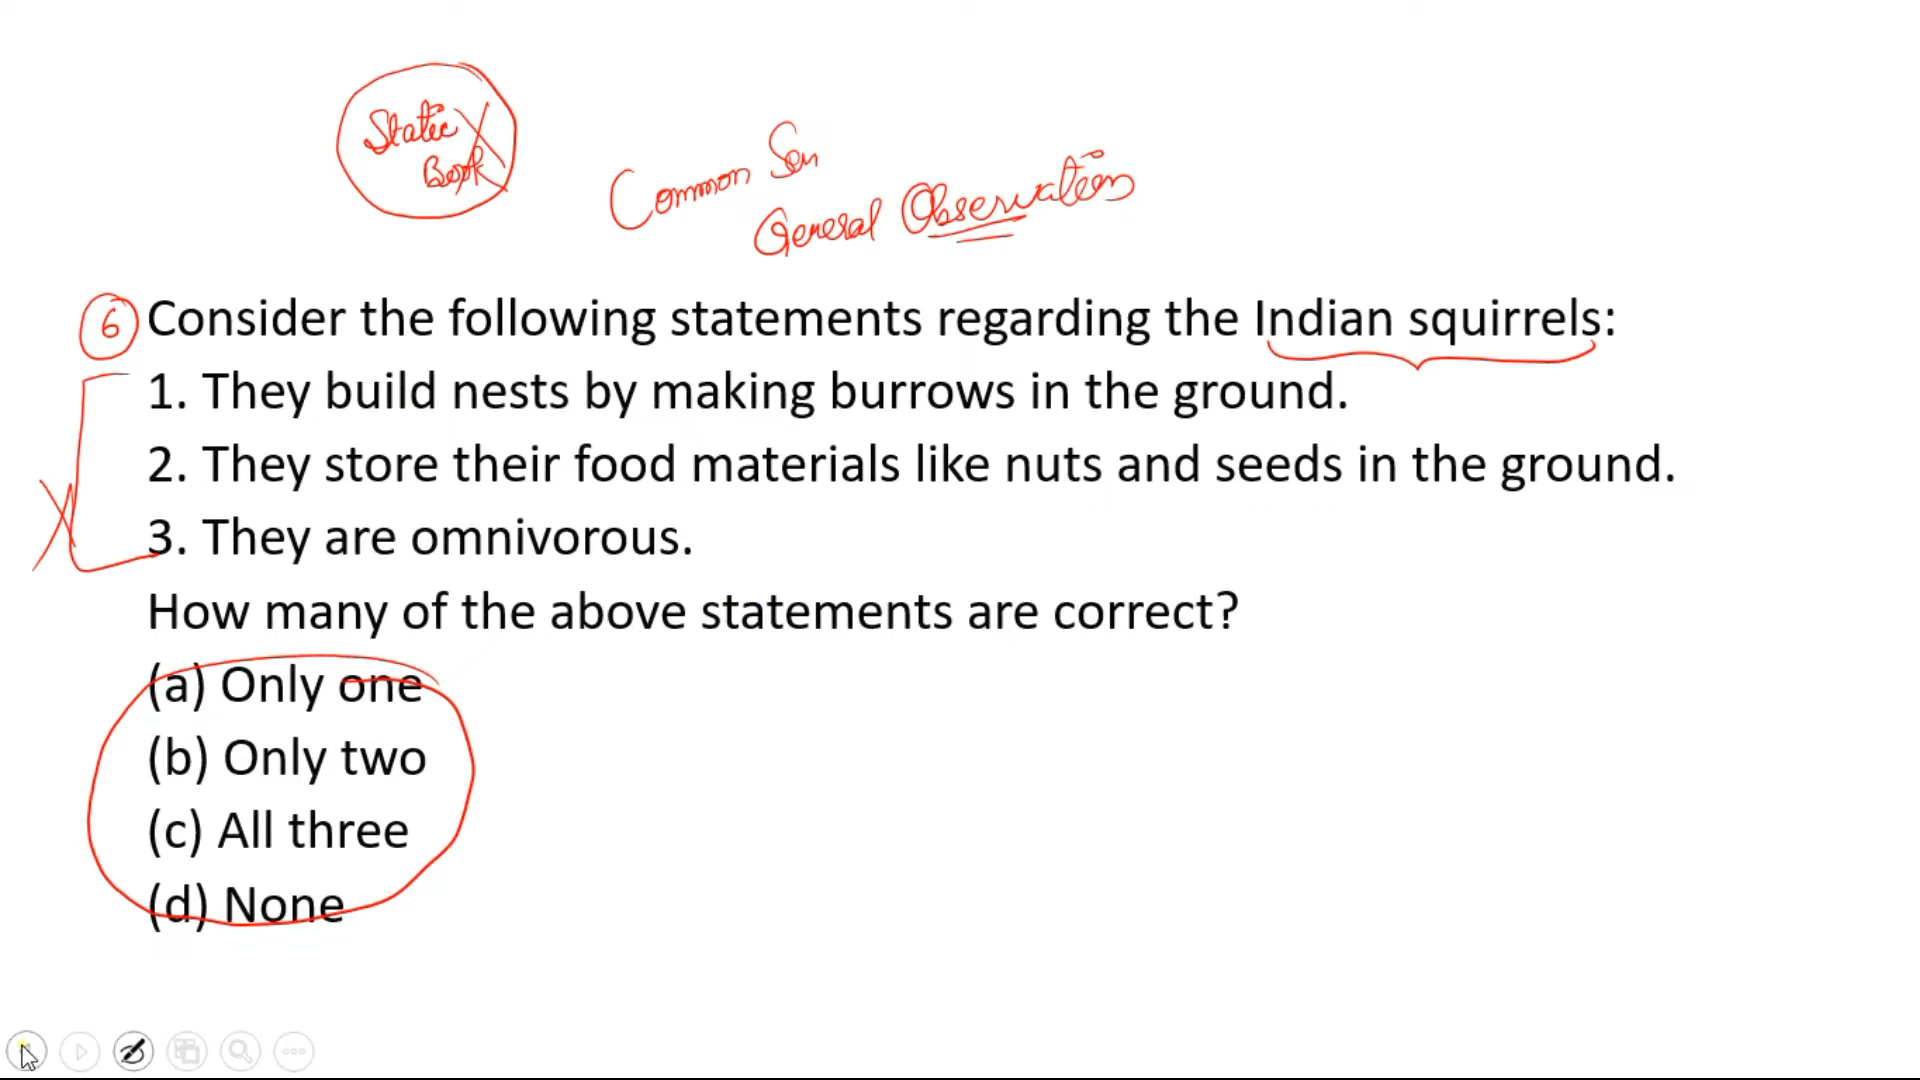 Static
Book
Common Sen
General Observation
6 Consider the following statements regarding the Indian squirrels:
1. They build nests by making burrows in the ground.
2. They store their food materials like nuts and seeds in the ground.
3. They are omnivorous.
How many of the above statements are correct?
(a) Only one
(b) Only two
(c) All three
(d) None